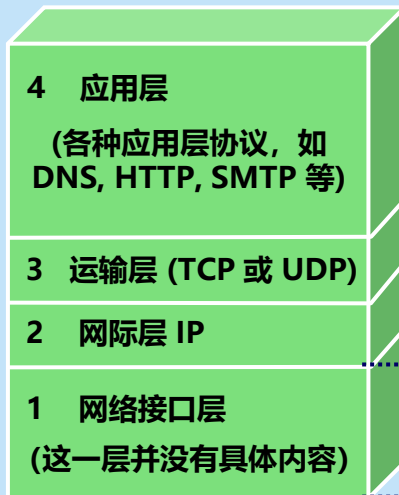 4 应用层
(各种应用层协议，如
DNS, HTTP, SMTP 等)
3 运输层 (TCP 或 UDP)
2 网际层 IP
1 网络接口层
(这一层并没有具体内容)